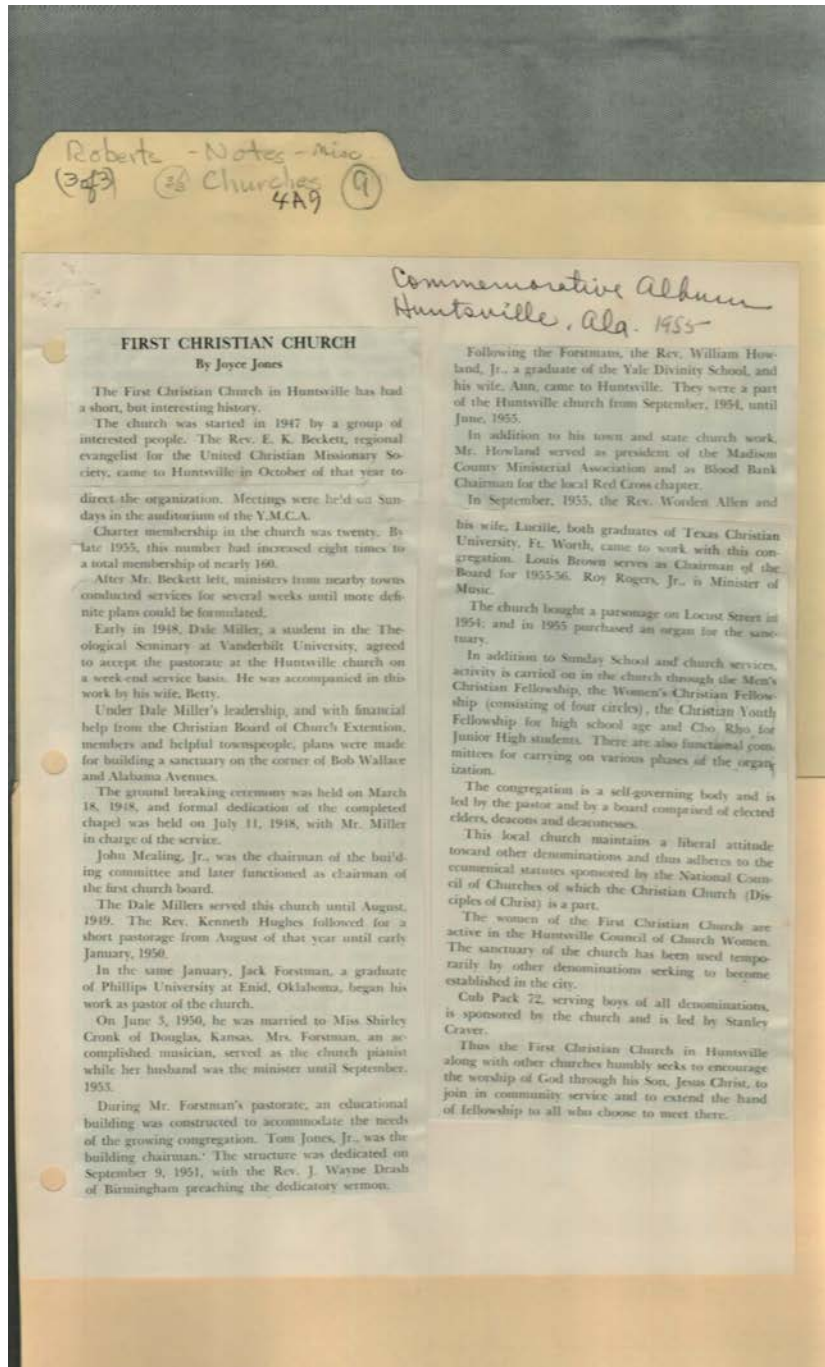 Roberts - Notes - Misc
(3 of 3) Churches 9
4A9
Commemorative Album
Huntsville, Ala. 1955
FIRST CHRISTIAN CHURCH
By Joyce Jones
The First Christian Church in Huntsville has had
a short, but interesting history.
The church was started in 1947 by a group of
interested people. The Rev. E. K. Beckett, regional
evangelist for the United Christian Missionary So-
ciety, came to Huntsville in October of that year to
direct the organization. Meetings were held on Sun-
days in the auditorium of the Y.M.C.A.
Charter membership in the church was twenty. By
late 1955, this number had increased eight times to
a total membership of nearly 160.
After Mr. Beckett left, ministers from nearby towns
conducted services for several weeks until more defi-
nite plans could be formulated.
Early in 1948, Dale Miller, a student in the The-
ological Seminary at Vanderbilt University, agreed
to accept the pastorate at the Huntsville church on
a week-end service basis. He was accompanied in this
work by his wife, Betty.
Under Dale Miller's leadership, and with financial
help from the Christian Board of Church Extention,
members and helpful townspeople, plans were made
for building a sanctuary on the corner of Bob Wallace
and Alabama Avenues.
The ground breaking ceremony was held on March
18, 1948, and formal dedication of the completed
chapel was held on July 11, 1948, with Mr. Miller
in charge of the service.
John Mealing, Jr., was the chairman of the build-
ing committee and later functioned as chairman of
the first church board.
The Dale Millers served this church until August,
1949. The Rev. Kenneth Hughes followed for a
short pastorage from August of that year until early
January, 1950.
In the same January, Jack Forstman, a graduate
of Phillips University at Enid, Oklahoma, began his
work as pastor of the church.
On June 3, 1950, he was married to Miss Shirley
Cronk of Douglas, Kansas. Mrs. Forstman, an ac-
complished musician, served as the church pianist
while her husband was the minister until September,
1953.
During Mr. Forstman's pastorate, an educational
building was constructed to accommodate the needs
of the growing congregation. Tom Jones, Jr., was the
building chairman. The structure was dedicated on
September 9, 1951, with the Rev. J. Wayne Drash
of Birmingham preaching the dedicatory sermon.
Following the Forstmans, the Rev. William How-
land, Jr., a graduate of the Yale Divinity School, and
his wife, Ann, came to Huntsville. They were a part
of the Huntsville church from September, 1954, until
June, 1955.
In addition to his town and state church work,
Mr. Howland served as president of the Madison
County Ministerial Association and as Blood Bank
Chairman for the local Red Cross chapter.
In September, 1955, the Rev. Worden Allen and
his wife, Lucile, both graduates of Texas Christian
University, Ft. Worth, came to work with this con-
gregation. Louis Brown serves as Chairman of the
Board for 1955-56. Roy Rogers, Jr., is Minister of
Music.
The church bought a parsonage on Locust Street in
1954; and in 1955 purchased an organ for the sanc-
tuary.
In addition to Sunday School and church services,
activity is carried on in the church through the Men's
Christian Fellowship, the Women's Christian Fellow-
ship (consisting of four circles), the Christian Youth
Fellowship for high school age and Cho Rho for
Junior High students. There are also functional com-
mittees for carrying on various phases of the organ
ization.
The congregation is a self-governing body and is
led by the pastor and by a board comprised of elected
elders, deacons and deaconesses.
This local church maintains a liberal attitude
toward other denominations and thus adheres to the
ecumenical statutes sponsored by the National Coun-
cil of Churches of which the Christian Church (Dis-
ciples of Christ) is a part.
The women of the First Christian Church are
active in the Huntsville Council of Church Women.
The sanctuary of the church has been used tempo-
rarily by other denominations seeking to become
established in the city.
Cub Pack 72, serving boys of all denominations,
is sponsored by the church and is led by Stanley
Craver.
Thus the First Christian Church in Huntsville
along with other churches humbly seeks to encourage
the worship of God through his Son, Jesus Christ, to
join in community service and to extend the hand
of fellowship to all who choose to meet there.